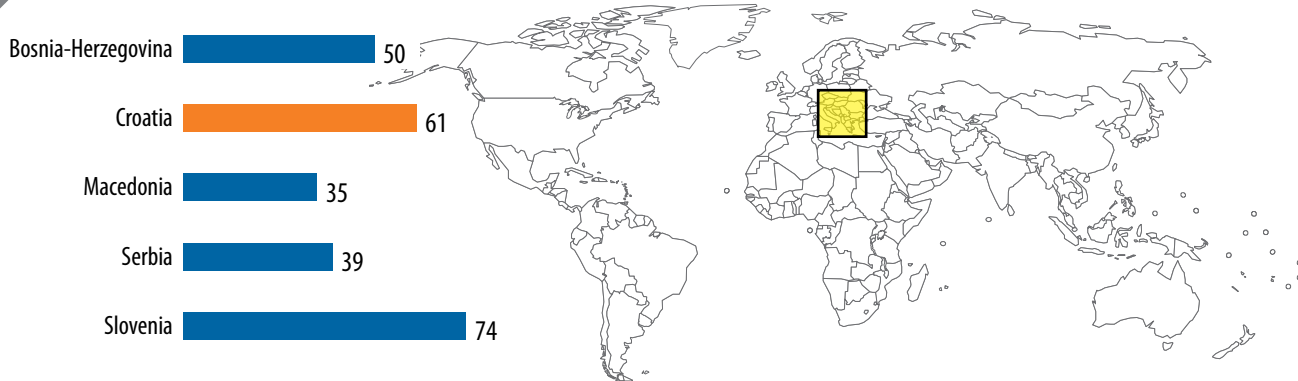 Bosnia-Herzegovina 50
Croatia 61
Macedonia 35
Serbia 39
Slovenia 74